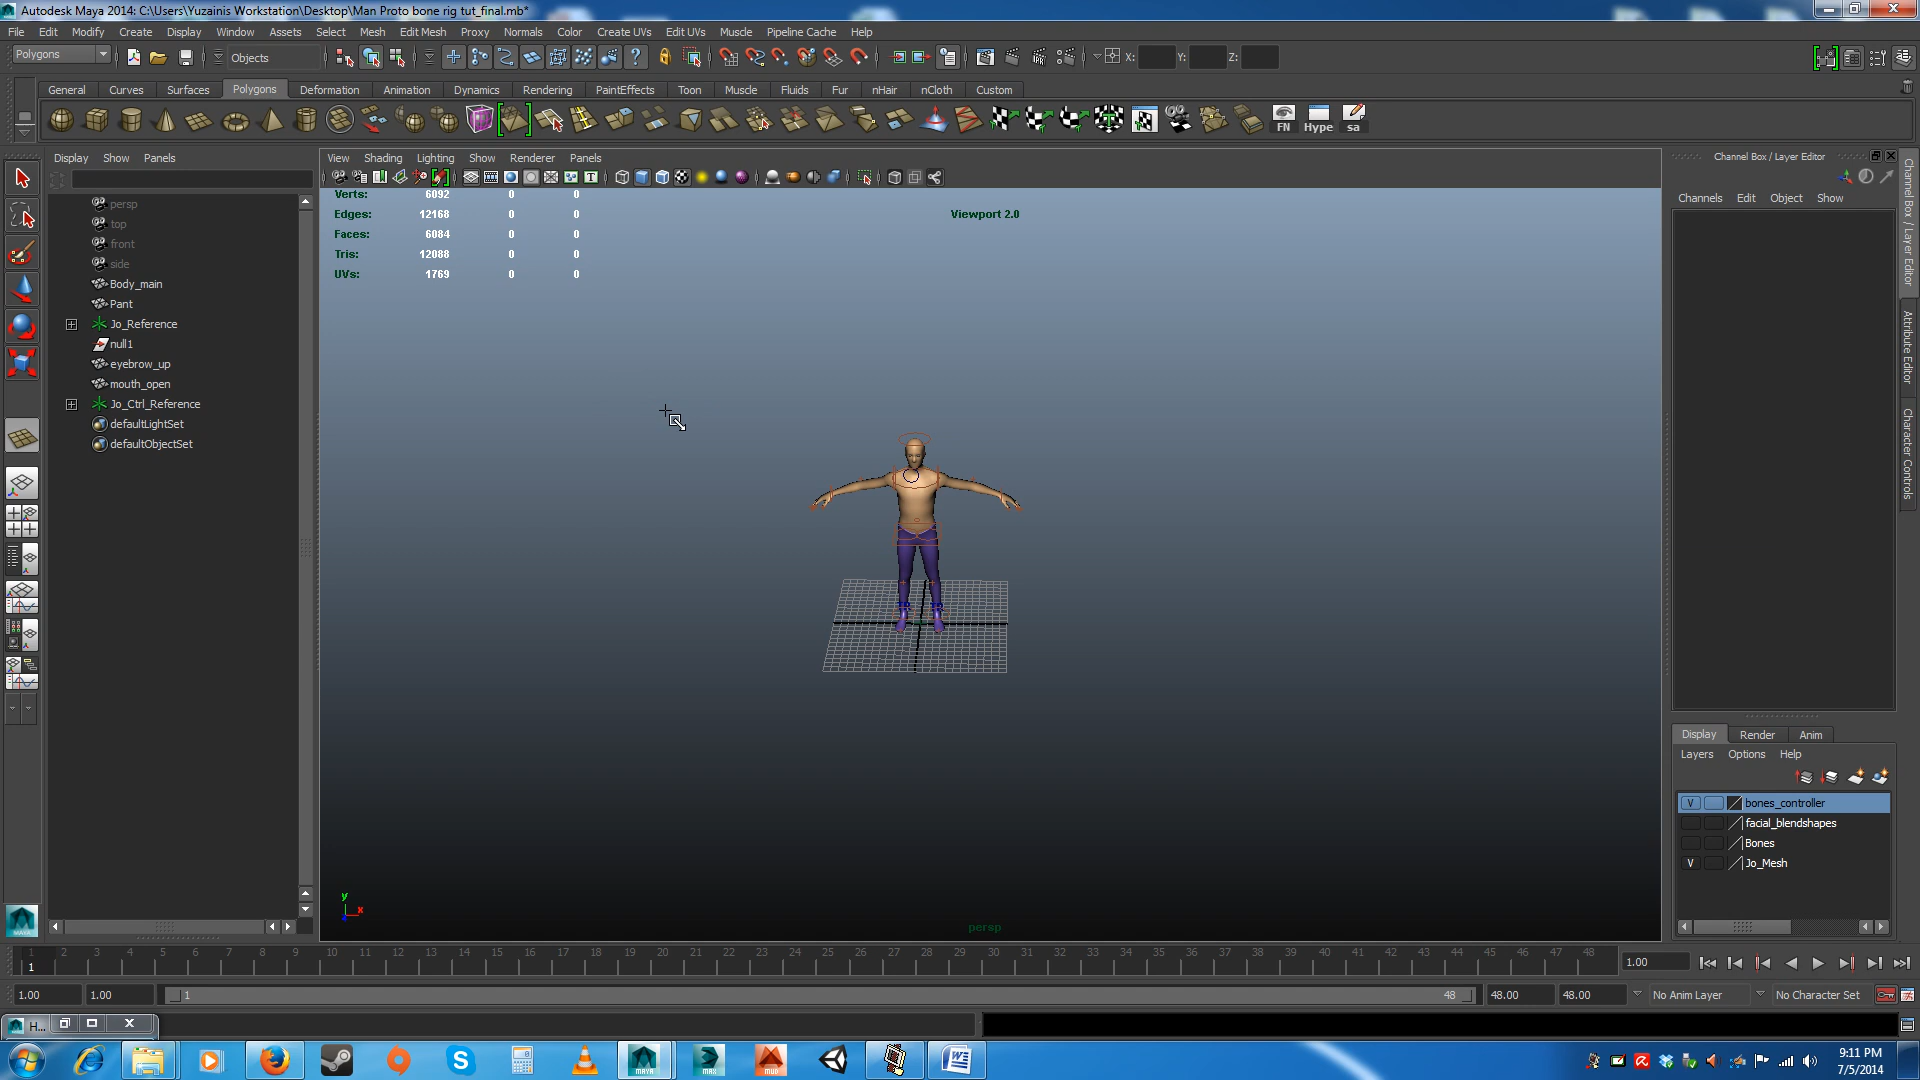 Autodesk Maya 2014: C:\Users\Yuzainis Workstation\Desktop\Man Proto bone rig tut_final.mb*
File Edit Modify Create Display Window Assets Select Mesh Edit Mesh Proxy Normals Color Create UVs Edit UVs Muscle Pipeline Cache Help
Polygons Objects X: Y: Z:
General Curves Surfaces Polygons Deformation Animation Dynamics Rendering PaintEffects Toon Muscle Fluids Fur nHair nCloth Custom
FN Hype sa
Display Show Panels
View Shading Lighting Show Renderer Panels
Channel Box / Layer Editor
Channels Edit Object Show
persp
top
front
side
Body_main
Pant
Jo_Reference
null1
eyebrow_up
mouth_open
Jo_Ctrl_Reference
defaultLightSet
defaultObjectSet
Verts: 6092 0 0
Edges: 12168 0 0
Faces: 6084 0 0
Tris: 12088 0 0
UVs: 1769 0 0
Viewport 2.0
y
x
persp
Channel Box / Layer Editor
Attribute Editor
Character Controls
Display Render Anim
Layers Options Help
V bones_controller
facial_blendshapes
Bones
V Jo_Mesh
1 2 3 4 5 6 7 8 9 10 11 12 13 14 15 16 17 18 19 20 21 22 23 24 25 26 27 28 29 30 31 32 33 34 35 36 37 38 39 40 41 42 43 44 45 46 47 48
1
1.00
1.00 1.00 1 48 48.00 48.00 No Anim Layer No Character Set
H...
MAYA MAX MUD
9:11 PM
7/5/2014